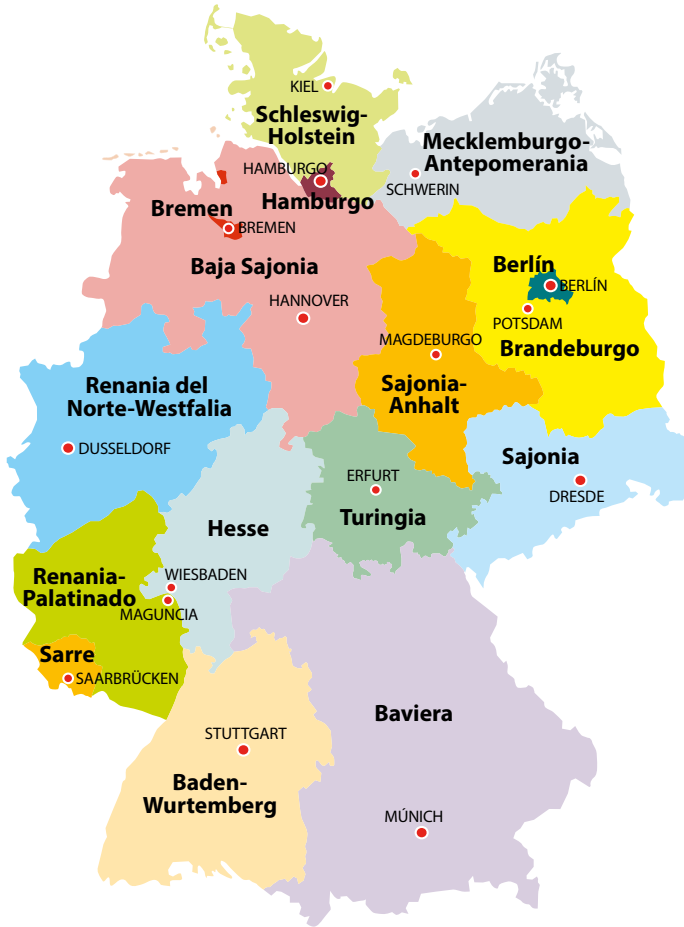 KIEL
Schleswig-
Holstein
Mecklemburgo-
Antepomerania
HAMBURGO
SCHWERIN
Hamburgo
Bremen
BREMEN
Baja Sajonia
Berlín
BERLÍN
HANNOVER
POTSDAM
MAGDEBURGO
Brandeburgo
Renania del
Norte-Westfalia
Sajonia-
Anhalt
DUSSELDORF
Sajonia
ERFURT
DRESDE
Turingia
Hesse
WIESBADEN
Renania-
Palatinado
MAGUNCIA
Sarre
SAARBRÜCKEN
Baviera
STUTTGART
Baden-
Wurtemberg
MÚNICH